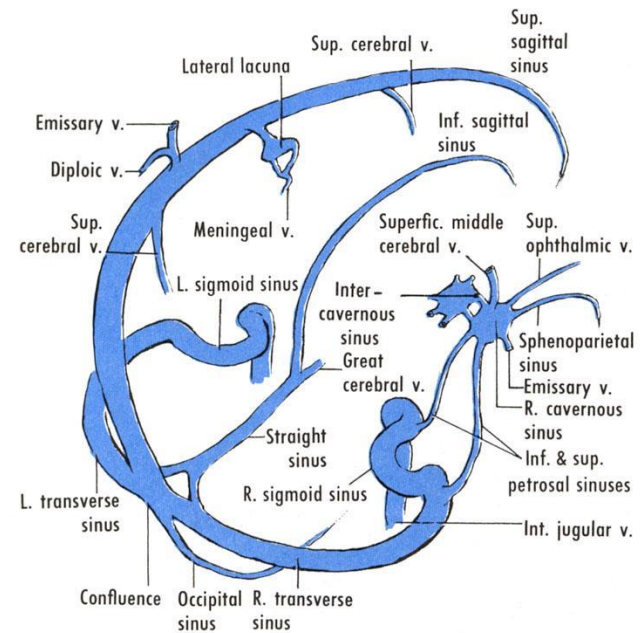 Sup.
sagittal
sinus
Sup. cerebral v.
Lateral lacuna
Emissary v.
Inf. sagittal
sinus
Diploic v.
Sup.
cerebral v.
Meningeal v.
Superfic. middle
cerebral v.
Sup.
ophthalmic v.
L. sigmoid sinus
Inter-
cavernous
sinus
Great
cerebral v.
Sphenoparietal
sinus
Emissary v.
R. cavernous
sinus
Straight
sinus
Inf. & sup.
petrosal sinuses
R. sigmoid sinus
L. transverse
sinus
Int. jugular v.
Confluence
Occipital
sinus
R. transverse
sinus